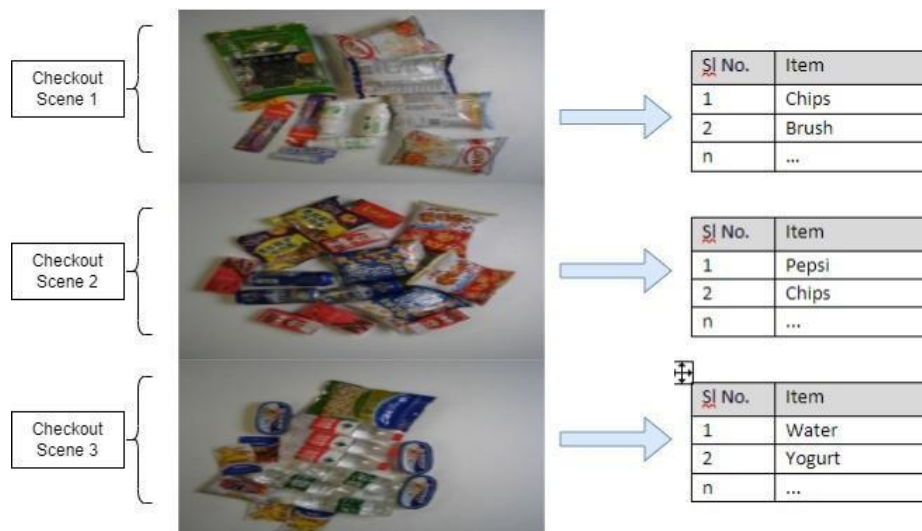 Checkout
Scene 1
Sl No. Item
1 Chips
2 Brush
n ...
Checkout
Scene 2
Sl No. Item
1 Pepsi
2 Chips
n ...
Checkout
Scene 3
Sl No. Item
1 Water
2 Yogurt
n ...